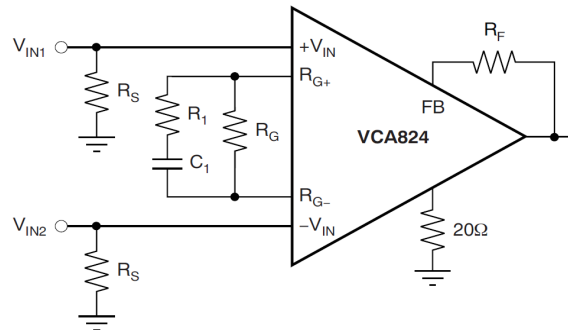 V_IN1
+V_IN
R_F
R_S
R_G+
R_1
R_G
FB
VCA824
C_1
R_G−
V_IN2
−V_IN
20Ω
R_S